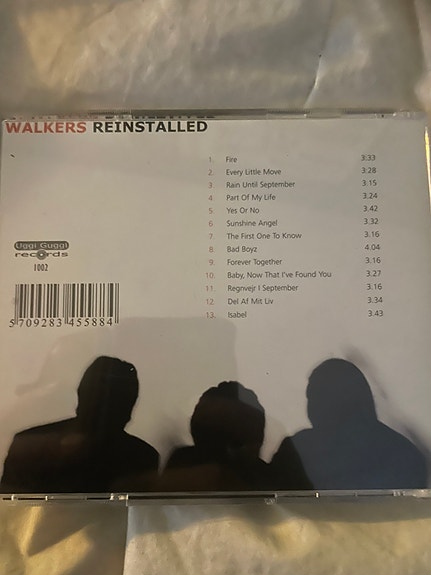 WALKERS REINSTALLED
1. Fire 3:33
2. Every Little Move 3:28
3 Rain Until September 3.15
4. Part Of My Life 3.24
5. Yes Or No 3.42
6. Sunshine Angel 3.32
7. The First One To Know 3.16
8 Bad Boyz 4.04
9. Forever Together 3.16
10. Baby, Now That I've Found You 3.27
11. Regnvejr I September 3.16
12 Del Af Mit Liv 3.34
13. Isabel 3.43
Uggi Guggi
records
1002
5 709283 455884